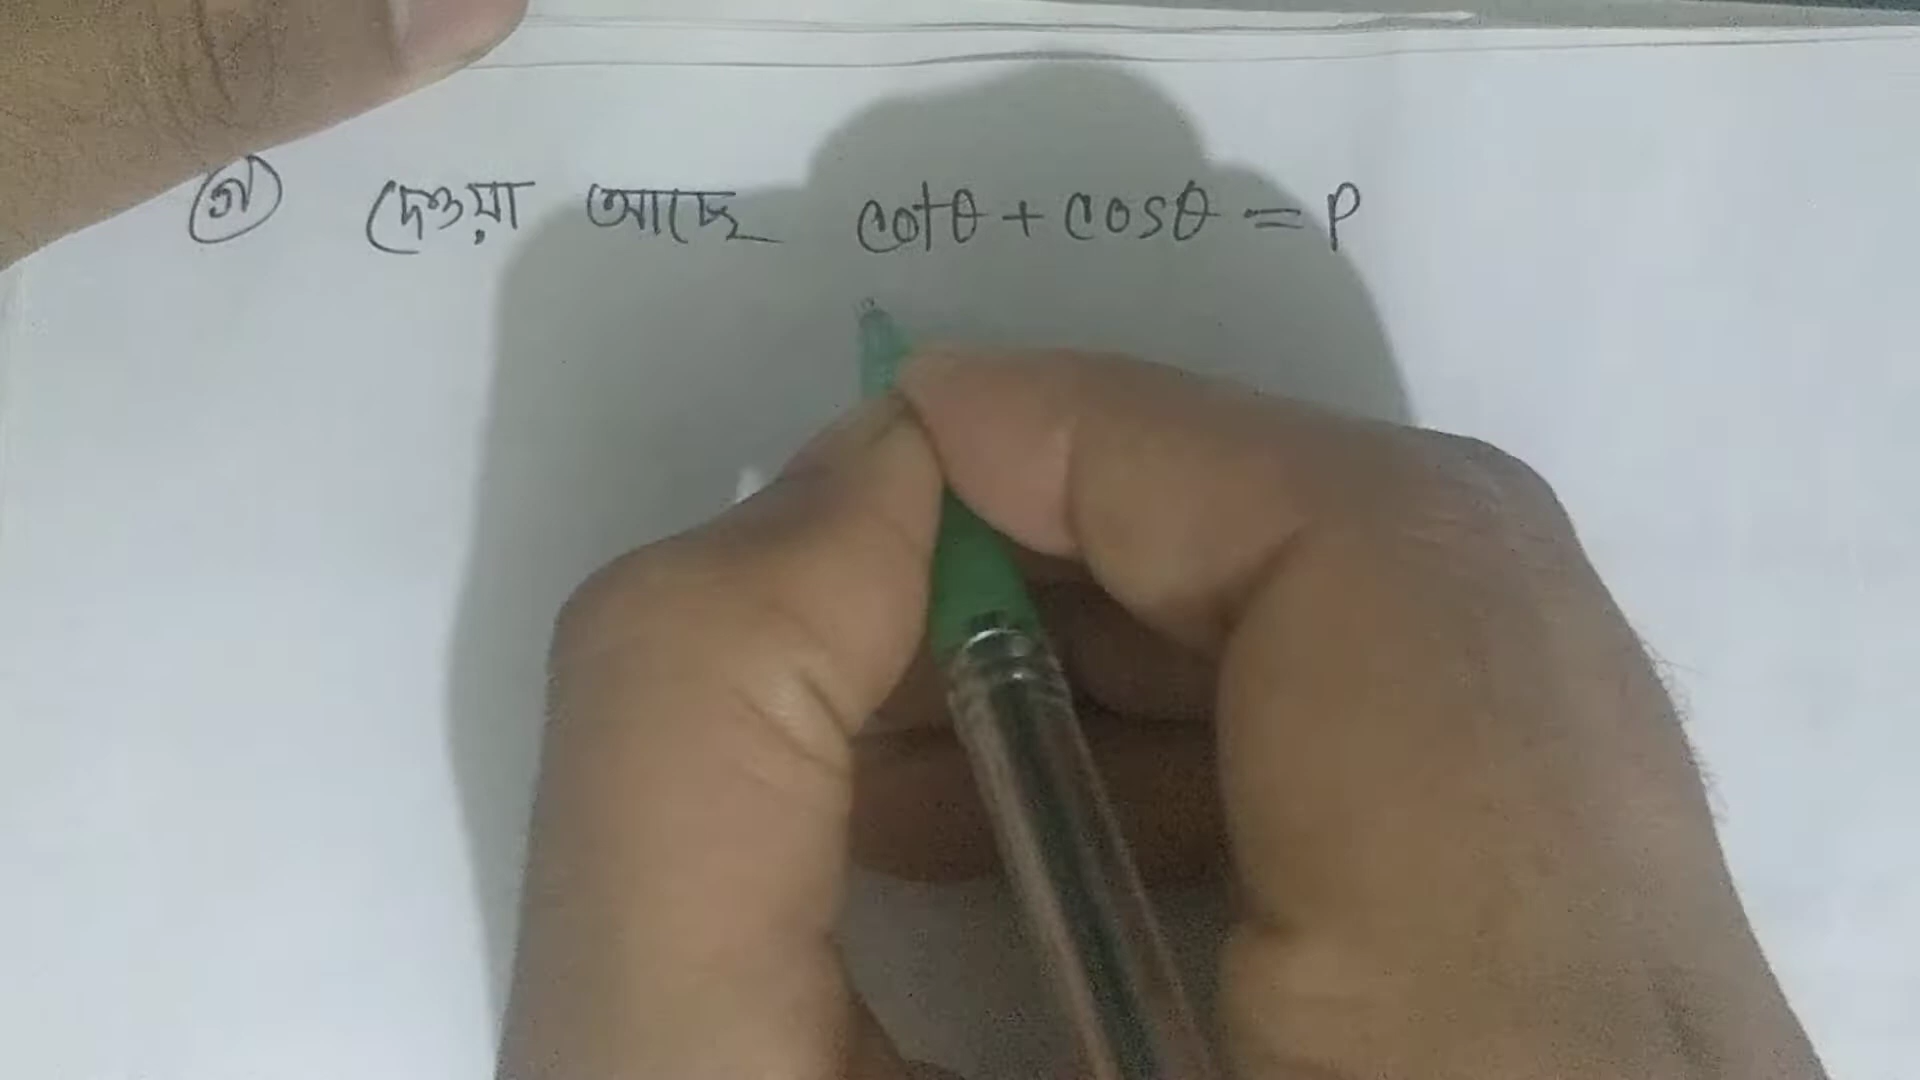 গ দেওয়া আছে cotθ + cosθ = P